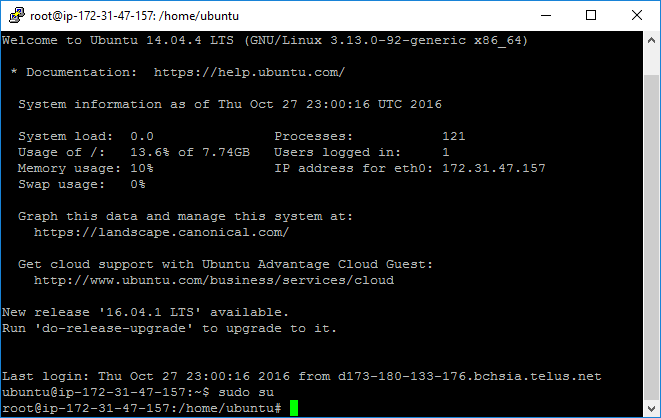 root@ip-172-31-47-157: /home/ubuntu
Welcome to Ubuntu 14.04.4 LTS (GNU/Linux 3.13.0-92-generic x86_64)
* Documentation:  https://help.ubuntu.com/
System information as of Thu Oct 27 23:00:16 UTC 2016
System load:  0.0               Processes:           121
Usage of /:   13.6% of 7.74GB   Users logged in:     1
Memory usage: 10%               IP address for eth0: 172.31.47.157
Swap usage:   0%
Graph this data and manage this system at:
https://landscape.canonical.com/
Get cloud support with Ubuntu Advantage Cloud Guest:
http://www.ubuntu.com/business/services/cloud
New release '16.04.1 LTS' available.
Run 'do-release-upgrade' to upgrade to it.
Last login: Thu Oct 27 23:00:16 2016 from d173-180-133-176.bchsia.telus.net
ubuntu@ip-172-31-47-157:~$ sudo su
root@ip-172-31-47-157:/home/ubuntu#